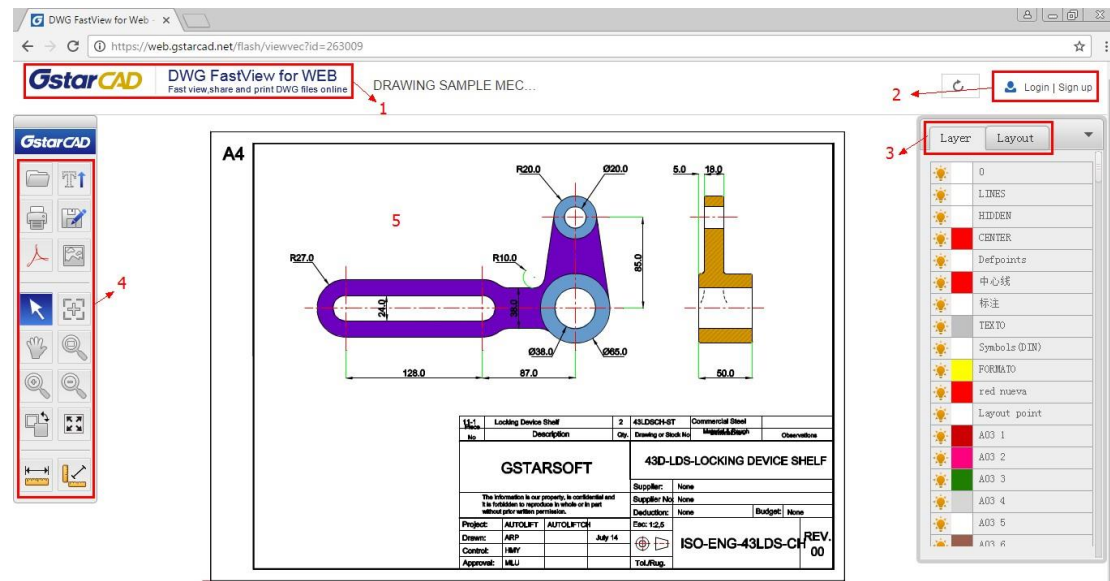 DWG FastView for Web -
https://web.gstarcad.net/flash/viewvec?id=263009
GstarCAD
DWG FastView for WEB
Fast view,share and print DWG files online
DRAWING SAMPLE MEC...
Login | Sign up
1
2
3
4
5
GstarCAD
Layer
Layout
0
LINES
HIDDEN
CENTER
Defpoints
中心线
标注
TEXTO
Symbols(DIN)
FORMATO
red nueva
Layout point
A03 1
A03 2
A03 3
A03 4
A03 5
A03 6
A4
R20.0
Ø20.0
5.0
18.0
R27.0
R10.0
85.0
24.0
36.0
Ø38.0
Ø65.0
128.0
87.0
50.0
11-1 Locking Device Shelf 2 43LDSCH-ST Commercial Steel
Piece No Description Qty. Drawing or Stock No Observations
GSTARSOFT
43D-LDS-LOCKING DEVICE SHELF
Supplier: None
The information is our property, is confidential and
it is forbidden to reproduce in whole or in part
without prior written permission.
Supplier No: None
Deduction: None Budget: None
Project: AUTOLIFT AUTOLIFTCH Esc: 1:2,5
Drawn: ARP July 14
Control: HMY
Approval: MLU
ISO-ENG-43LDS-CH
REV.
00
Tol./Rug.